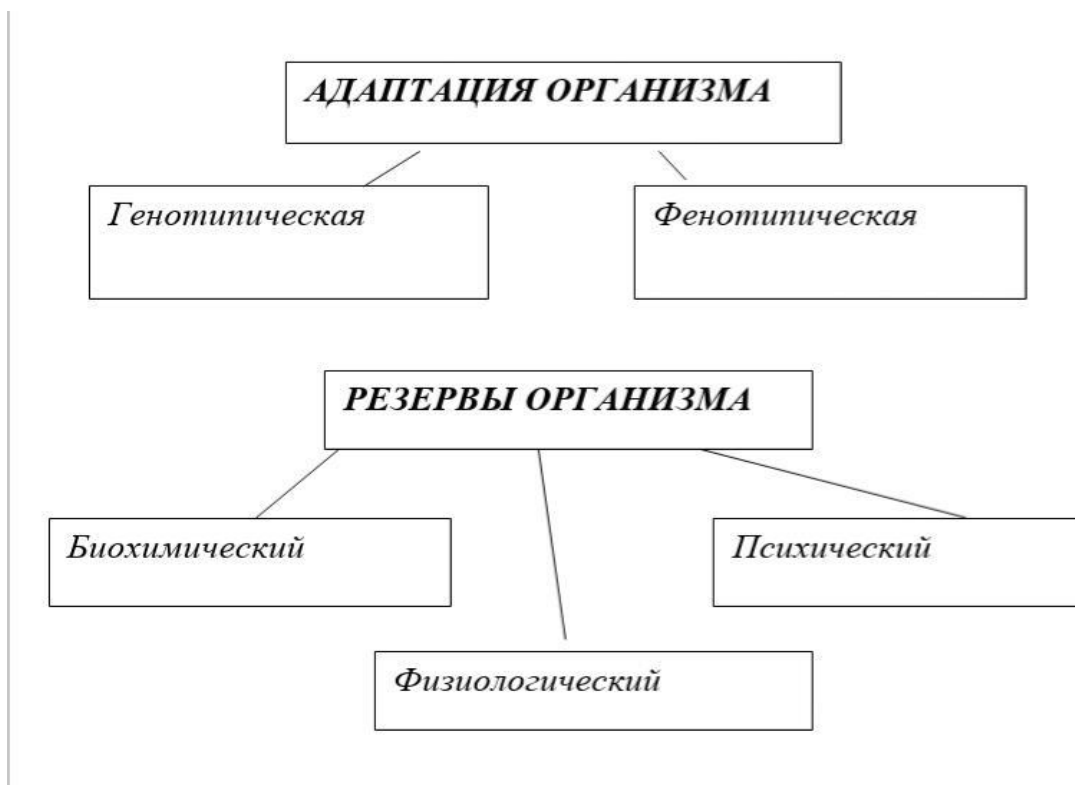 АДАПТАЦИЯ ОРГАНИЗМА
Генотипическая
Фенотипическая
РЕЗЕРВЫ ОРГАНИЗМА
Биохимический
Психический
Физиологический